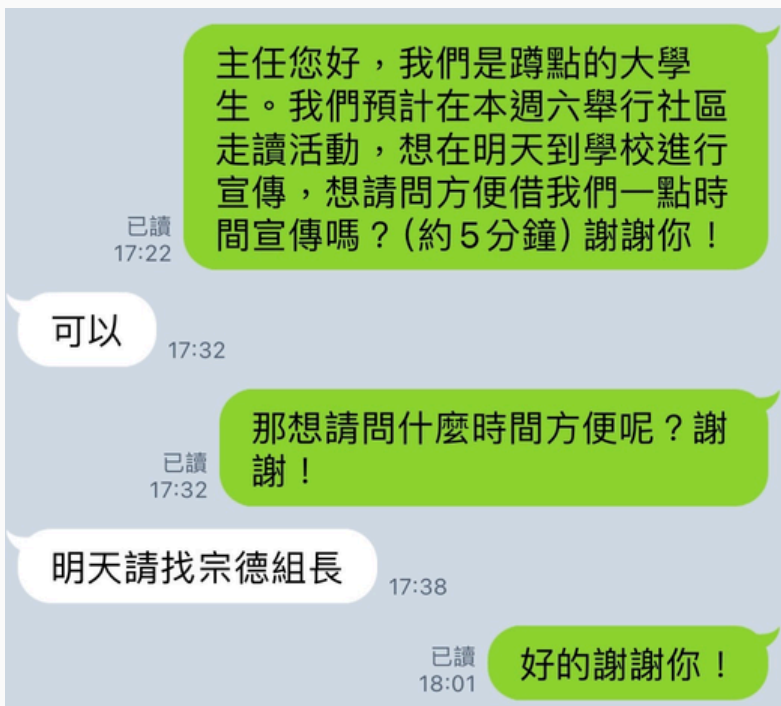 主任您好，我們是蹲點的大學
生。我們預計在本週六舉行社區
走讀活動，想在明天到學校進行
宣傳，想請問方便借我們一點時
間宣傳嗎？(約5分鐘)謝謝你！
已讀
17:22
可以
17:32
那想請問什麼時間方便呢？謝
謝！
已讀
17:32
明天請找宗德組長
17:38
好的謝謝你！
已讀
18:01